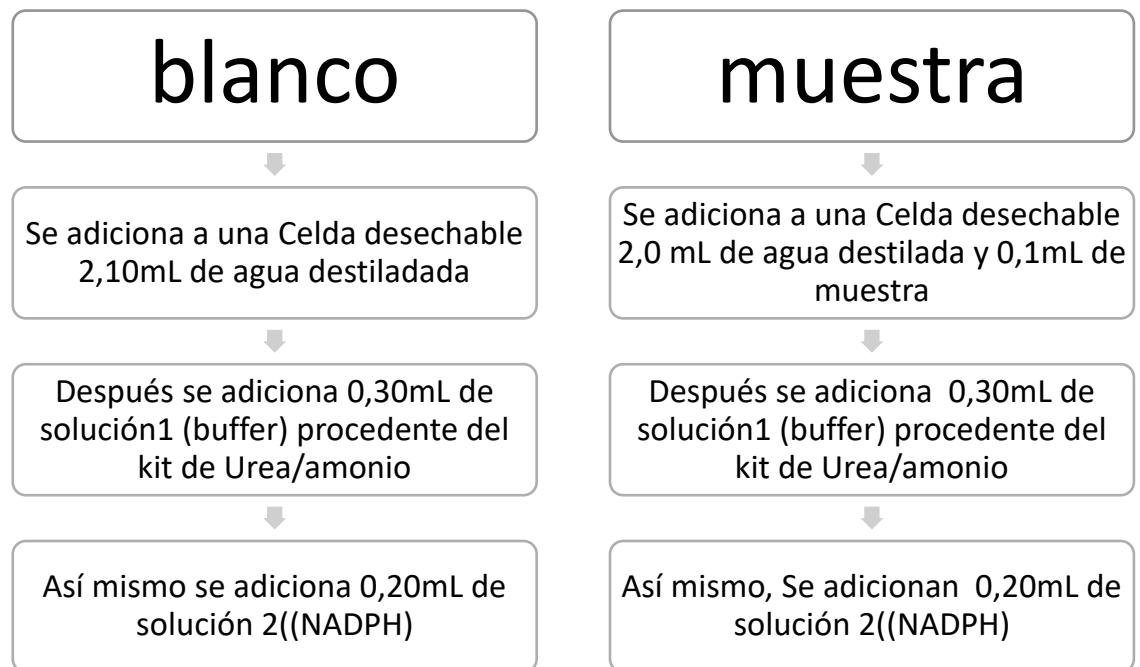 blanco
Se adiciona a una Celda desechable
2,10mL de agua destiladada
Después se adiciona 0,30mL de
solución1 (buffer) procedente del
kit de Urea/amonio
Así mismo se adiciona 0,20mL de
solución 2((NADPH)
muestra
Se adiciona a una Celda desechable
2,0 mL de agua destilada y 0,1mL de
muestra
Después se adiciona  0,30mL de
solución1 (buffer) procedente del
kit de Urea/amonio
Así mismo, Se adicionan  0,20mL de
solución 2((NADPH)